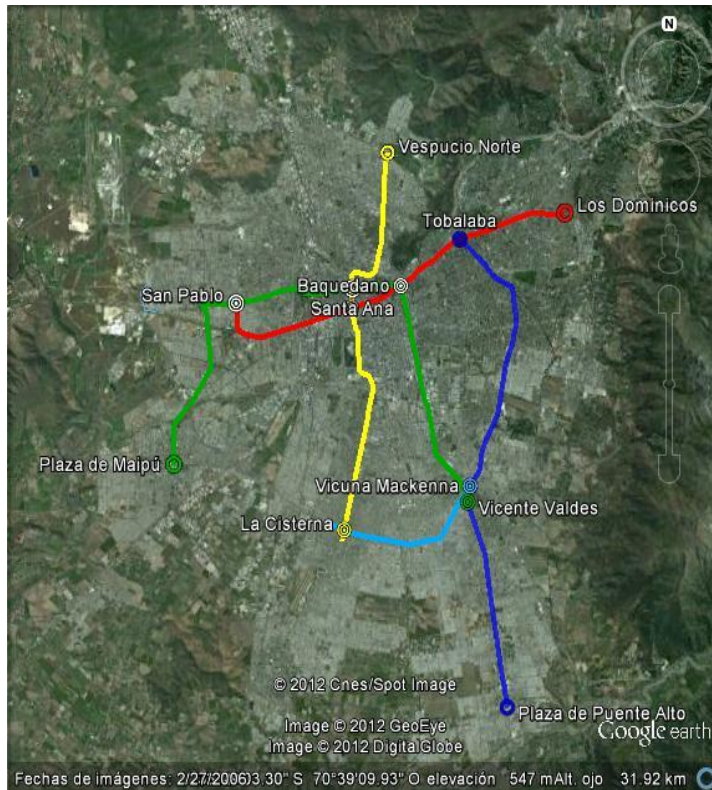 N
Vespucio Norte
Los Dominicos
Tobalaba
Baquedano
San Pablo
Santa Ana
Plaza de Maipú
Vicuna Mackenna
Vicente Valdes
La Cisterna
© 2012 Cnes/Spot Image
Plaza de Puente Alto
Image © 2012 GeoEye
Google earth
Image © 2012 DigitalGlobe
Fechas de imágenes: 2/27/2006 3.30" S 70°39'09.93" O elevación 547 m Alt. ojo 31.92 km